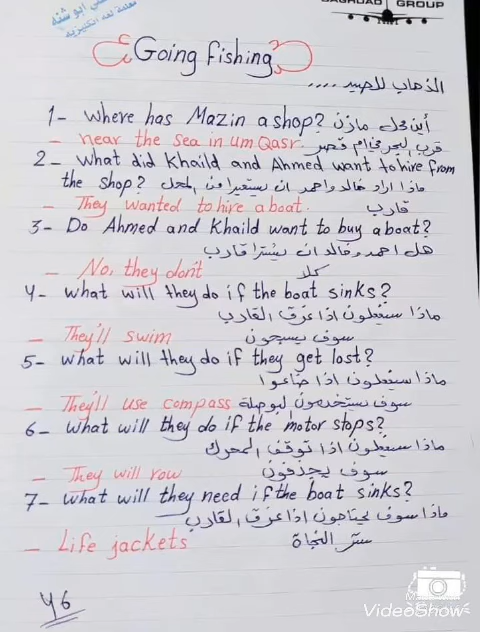 BAGHDAD GROUP
Going fishing
الذهاب للصيد ....
1- Where has Mazin a shop? أين محل مازن
- near the sea in um Qasr. قرب البحر في ام قصر
2- What did Khaild and Ahmed want to hire from
the shop? ماذا اراد خالد واحمد ان يستعيرا من المحل
- They wanted to hire a boat. قارب
3- Do Ahmed and Khaild want to buy a boat?
هل احمد وخالد ان يشترا قارب
- No, they don't كلا
4- What will they do if the boat sinks?
ماذا سيفعلون اذا غرق القارب
- They'll swim سوف يسبحون
5- What will they do if they get lost?
ماذا سيفعلون اذا ضاعوا
- They'll use compass سوف يستخدمون البوصلة
6- What will they do if the motor stops?
ماذا سيفعلون اذا توقف المحرك
- They will row سوف يجذفون
7- What will they need if the boat sinks?
ماذا سوف يحتاجون اذا غرق القارب
- Life jackets ستر النجاة
46
VideoShow